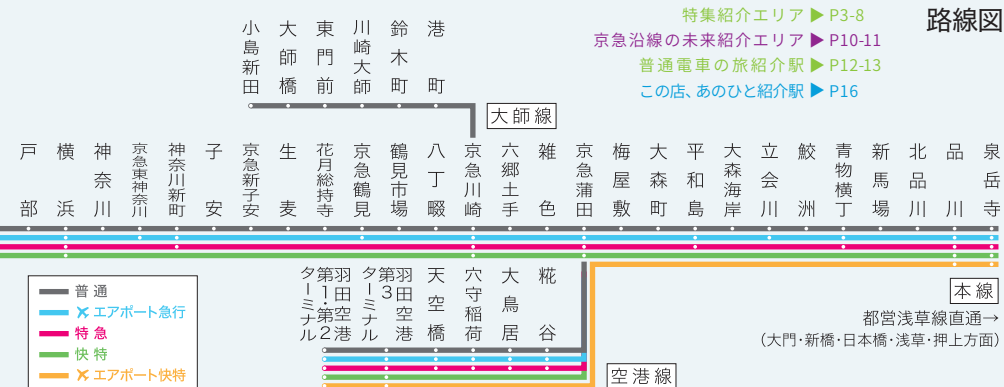 特集紹介エリア ▶ P3-8
京急沿線の未来紹介エリア ▶ P10-11
普通電車の旅紹介駅 ▶ P12-13
この店、あのひと紹介駅 ▶ P16
路線図
小島新田
大師橋
東門前
川崎大師
鈴木町
港町
大師線
戸部
横浜
神奈川
京急東神奈川
神奈川新町
子安
京急新子安
生麦
花月総持寺
京急鶴見
鶴見市場
八丁畷
京急川崎
六郷土手
雑色
京急蒲田
梅屋敷
大森町
平和島
大森海岸
立会川
鮫洲
青物横丁
新馬場
北品川
品川
泉岳寺
羽田空港
第1・第2
ターミナル
羽田空港
第3
ターミナル
天空橋
穴守稲荷
大鳥居
糀谷
普通
エアポート急行
特急
快特
エアポート快特
本線
都営浅草線直通→
(大門・新橋・日本橋・浅草・押上方面)
空港線